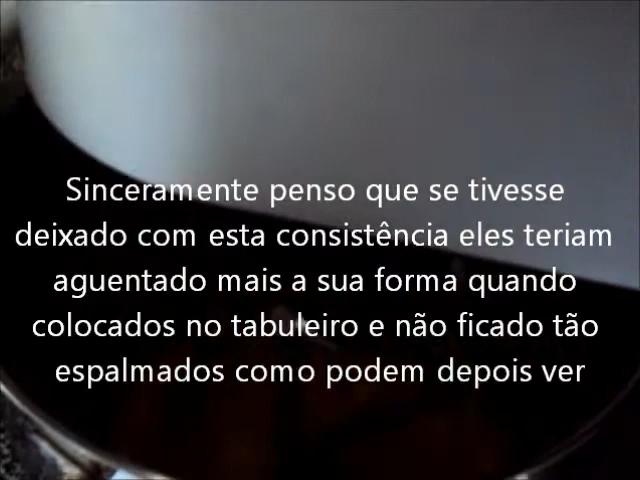 Sinceramente penso que se tivesse
deixado com esta consistência eles teriam
aguentado mais a sua forma quando
colocados no tabuleiro e não ficado tão
espalmados como podem depois ver